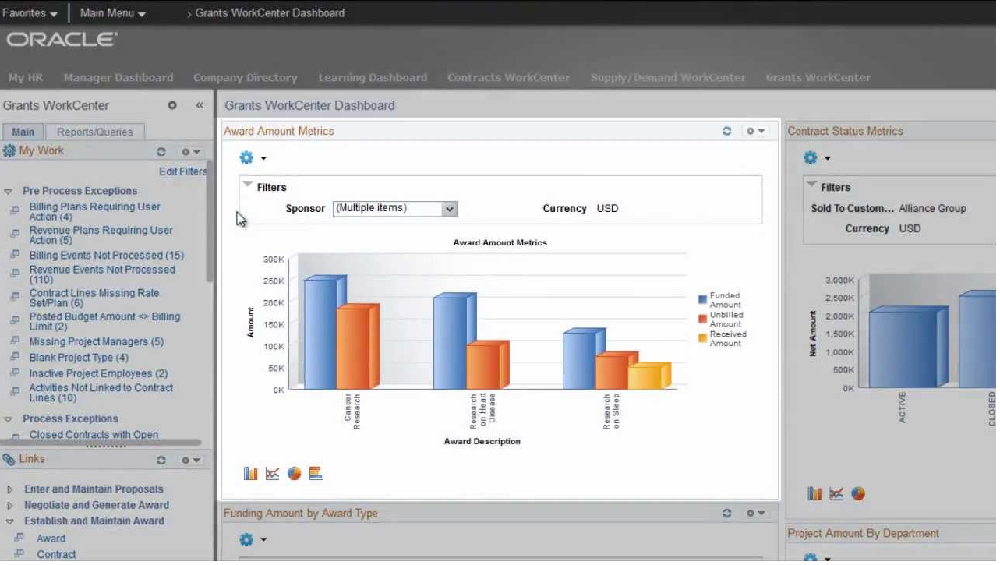 Favorites
Main Menu
> Grants WorkCenter Dashboard
ORACLE
My HR
Manager Dashboard
Company Directory
Learning Dashboard
Contracts WorkCenter
Supply/Demand WorkCenter
Grants WorkCenter
Grants WorkCenter
«
Main
Reports/Queries
My Work
Edit Filters
Pre Process Exceptions
Billing Plans Requiring User
Action (4)
Revenue Plans Requiring User
Action (5)
Billing Events Not Processed (15)
Revenue Events Not Processed
(110)
Contract Lines Missing Rate
Set/Plan (6)
Posted Budget Amount <> Billing
Limit (2)
Missing Project Managers (5)
Blank Project Type (4)
Inactive Project Employees (2)
Activities Not Linked to Contract
Lines (10)
Process Exceptions
Closed Contracts with Open
Links
Enter and Maintain Proposals
Negotiate and Generate Award
Establish and Maintain Award
Award
Contract
Grants WorkCenter Dashboard
Award Amount Metrics
Filters
Sponsor
(Multiple items)
Currency
USD
Award Amount Metrics
300K
250K
200K
150K
100K
50K
0K
Amount
Cancer
Research
Research
on Heart
Disease
Research
on Sleep
Award Description
Funded
Amount
Unbilled
Amount
Received
Amount
Funding Amount by Award Type
Contract Status Metrics
Filters
Sold To Custom...
Alliance Group
Currency
USD
3,000K
2,500K
2,000K
1,500K
1,000K
500K
0K
Net Amount
ACTIVE
CLOSED
Project Amount By Department